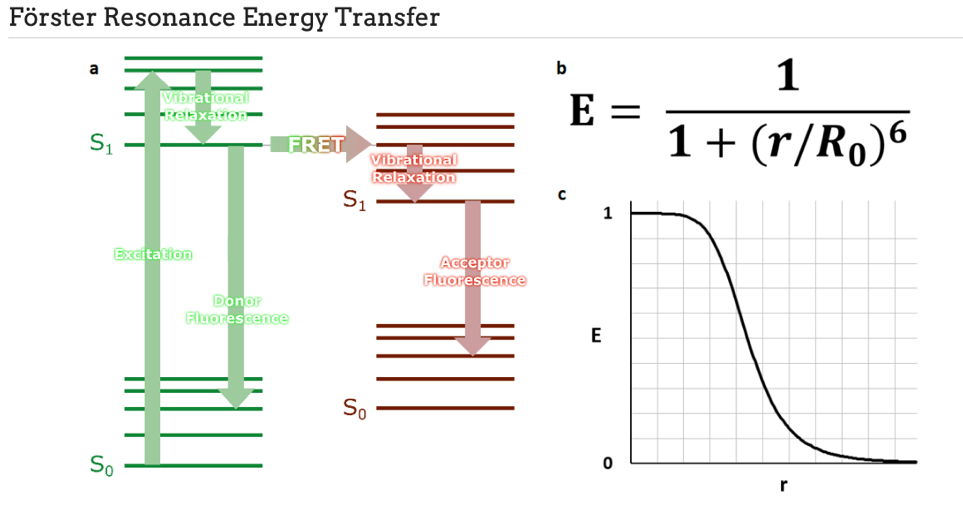 Förster Resonance Energy Transfer
a
Vibrational
Relaxation
S₁
FRET
Vibrational
Relaxation
S₁
Excitation
Acceptor
Fluorescence
Donor
Fluorescence
S₀
S₀
b
E = 1 / (1 + (r/R₀)⁶)
c
1
E
0
r